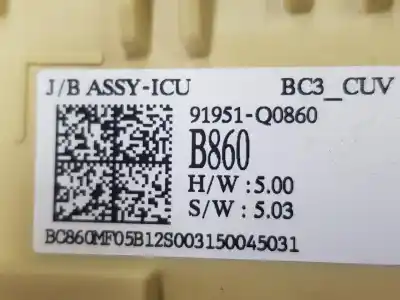 J/B ASSY-ICU BC3_CUV
91951-Q0860
B860
H/W : 5.00
S/W : 5.03
BC860MF05B12S003150045031